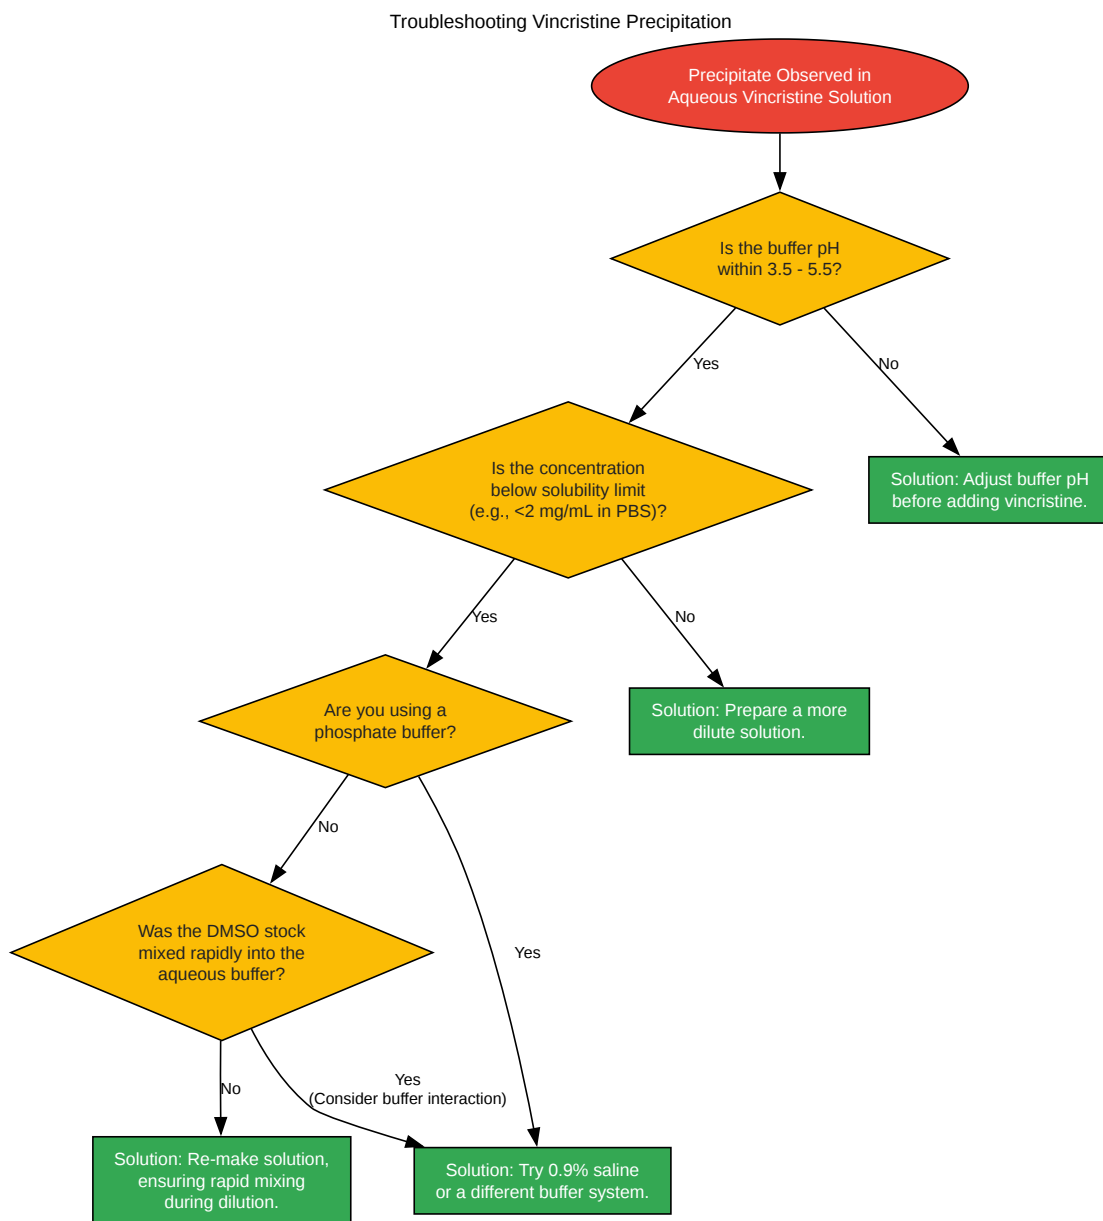 Troubleshooting Vincristine Precipitation
Precipitate Observed in
Aqueous Vincristine Solution
Is the buffer pH
within 3.5 - 5.5?
Yes
No
Is the concentration
below solubility limit
(e.g., <2 mg/mL in PBS)?
Solution: Adjust buffer pH
before adding vincristine.
Yes
No
Are you using a
phosphate buffer?
Solution: Prepare a more
dilute solution.
No
Yes
Was the DMSO stock
mixed rapidly into the
aqueous buffer?
No
Yes
(Consider buffer interaction)
Solution: Re-make solution,
ensuring rapid mixing
during dilution.
Solution: Try 0.9% saline
or a different buffer system.